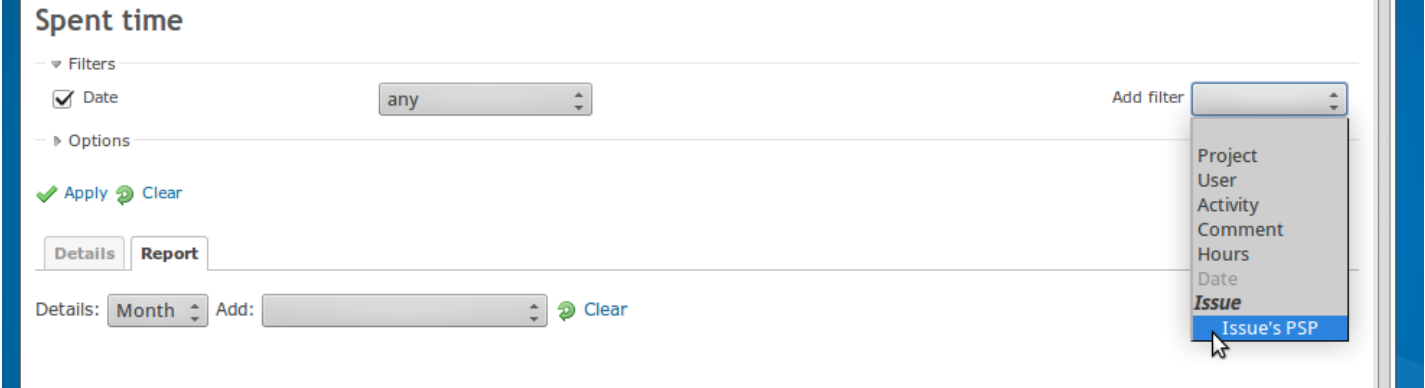 Spent time
Filters
Date any Add filter
Options
Project
User
Activity
Comment
Hours
Date
Issue
Issue's PSP
Apply Clear
Details Report
Details: Month Add: Clear